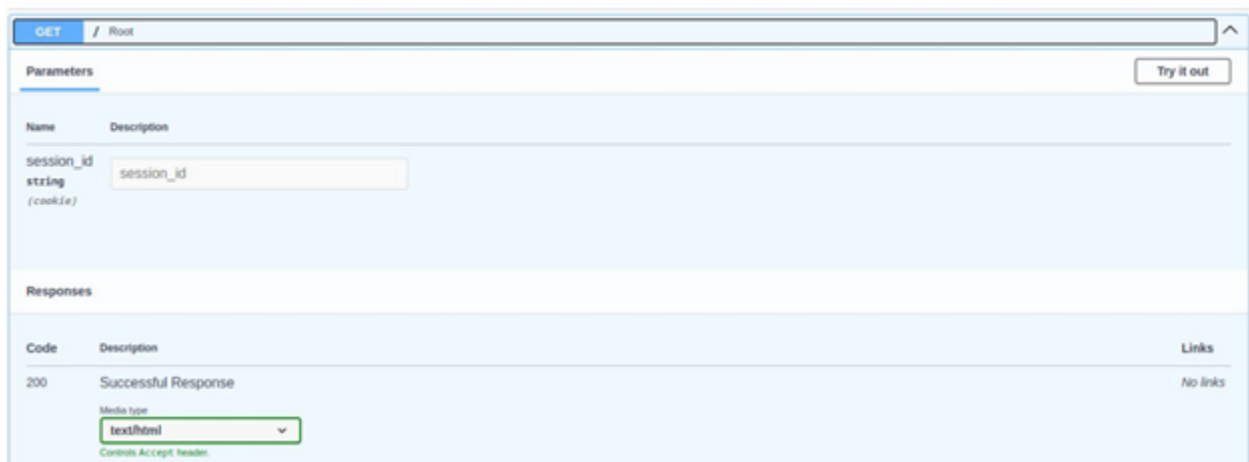 GET / Root
Parameters
Try it out
Name Description
session_id
string
(cookie)
session_id
Responses
Code Description Links
200 Successful Response No links
Media type
text/html
Controls Accept header.